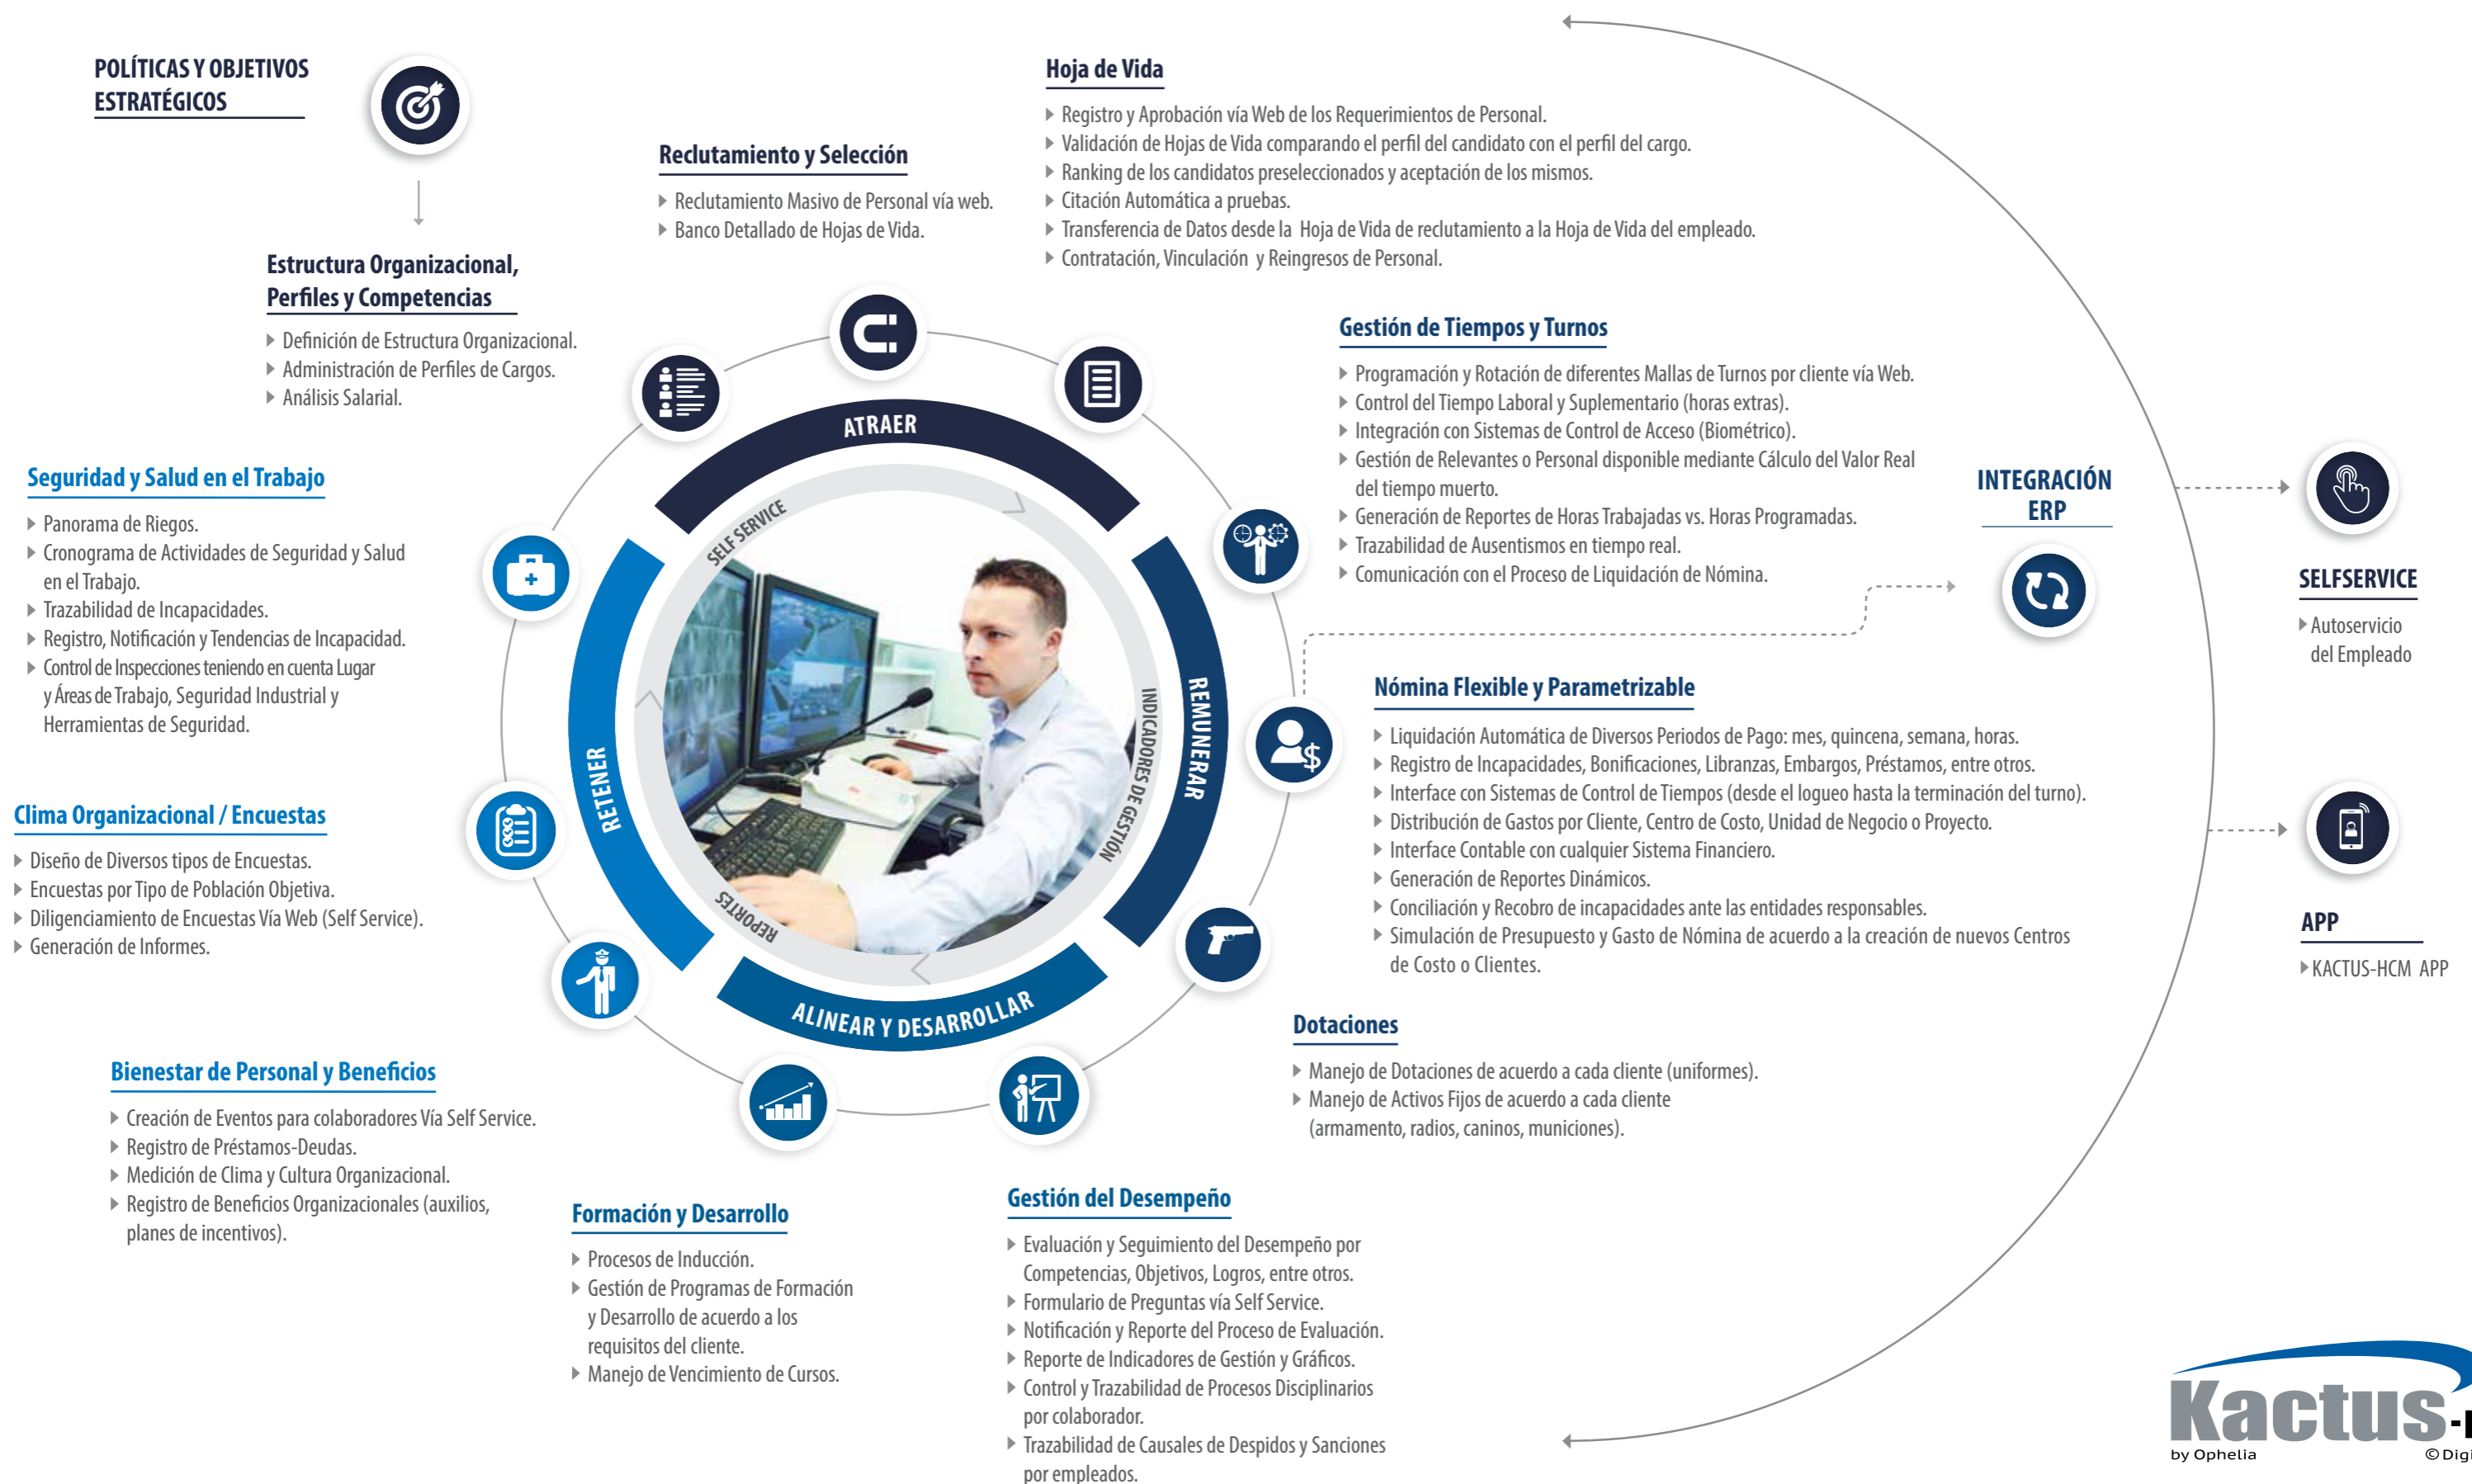 POLÍTICAS Y OBJETIVOS
ESTRATÉGICOS
Estructura Organizacional,
Perfiles y Competencias
Definición de Estructura Organizacional.
Administración de Perfiles de Cargos.
Análisis Salarial.
Reclutamiento y Selección
Reclutamiento Masivo de Personal vía web.
Banco Detallado de Hojas de Vida.
Hoja de Vida
Registro y Aprobación vía Web de los Requerimientos de Personal.
Validación de Hojas de Vida comparando el perfil del candidato con el perfil del cargo.
Ranking de los candidatos preseleccionados y aceptación de los mismos.
Citación Automática a pruebas.
Transferencia de Datos desde la Hoja de Vida de reclutamiento a la Hoja de Vida del empleado.
Contratación, Vinculación y Reingresos de Personal.
Gestión de Tiempos y Turnos
Programación y Rotación de diferentes Mallas de Turnos por cliente vía Web.
Control del Tiempo Laboral y Suplementario (horas extras).
Integración con Sistemas de Control de Acceso (Biométrico).
Gestión de Relevantes o Personal disponible mediante Cálculo del Valor Real
del tiempo muerto.
Generación de Reportes de Horas Trabajadas vs. Horas Programadas.
Trazabilidad de Ausentismos en tiempo real.
Comunicación con el Proceso de Liquidación de Nómina.
INTEGRACIÓN
ERP
SELFSERVICE
Autoservicio
del Empleado
APP
KACTUS-HCM APP
Nómina Flexible y Parametrizable
Liquidación Automática de Diversos Periodos de Pago: mes, quincena, semana, horas.
Registro de Incapacidades, Bonificaciones, Libranzas, Embargos, Préstamos, entre otros.
Interface con Sistemas de Control de Tiempos (desde el logueo hasta la terminación del turno).
Distribución de Gastos por Cliente, Centro de Costo, Unidad de Negocio o Proyecto.
Interface Contable con cualquier Sistema Financiero.
Generación de Reportes Dinámicos.
Conciliación y Recobro de incapacidades ante las entidades responsables.
Simulación de Presupuesto y Gasto de Nómina de acuerdo a la creación de nuevos Centros
de Costo o Clientes.
Dotaciones
Manejo de Dotaciones de acuerdo a cada cliente (uniformes).
Manejo de Activos Fijos de acuerdo a cada cliente
(armamento, radios, caninos, municiones).
Gestión del Desempeño
Evaluación y Seguimiento del Desempeño por
Competencias, Objetivos, Logros, entre otros.
Formulario de Preguntas vía Self Service.
Notificación y Reporte del Proceso de Evaluación.
Reporte de Indicadores de Gestión y Gráficos.
Control y Trazabilidad de Procesos Disciplinarios
por colaborador.
Trazabilidad de Causales de Despidos y Sanciones
por empleados.
Formación y Desarrollo
Procesos de Inducción.
Gestión de Programas de Formación
y Desarrollo de acuerdo a los
requisitos del cliente.
Manejo de Vencimiento de Cursos.
Bienestar de Personal y Beneficios
Creación de Eventos para colaboradores Vía Self Service.
Registro de Préstamos-Deudas.
Medición de Clima y Cultura Organizacional.
Registro de Beneficios Organizacionales (auxilios,
planes de incentivos).
Clima Organizacional / Encuestas
Diseño de Diversos tipos de Encuestas.
Encuestas por Tipo de Población Objetiva.
Diligenciamiento de Encuestas Vía Web (Self Service).
Generación de Informes.
Seguridad y Salud en el Trabajo
Panorama de Riegos.
Cronograma de Actividades de Seguridad y Salud
en el Trabajo.
Trazabilidad de Incapacidades.
Registro, Notificación y Tendencias de Incapacidad.
Control de Inspecciones teniendo en cuenta Lugar
y Áreas de Trabajo, Seguridad Industrial y
Herramientas de Seguridad.
ATRAER
REMUNERAR
ALINEAR Y DESARROLLAR
RETENER
SELF SERVICE
INDICADORES DE GESTIÓN
REPORTES
$
Kactus-
by Ophelia
©Digi